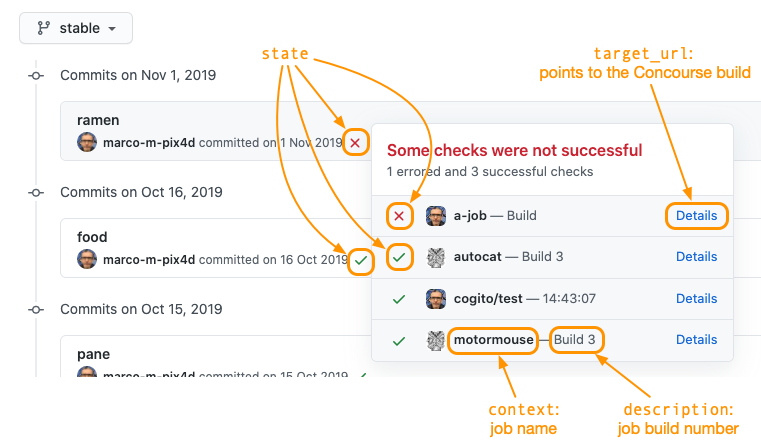 stable
state
target_url:
points to the Concourse build
Commits on Nov 1, 2019
ramen
marco-m-pix4d committed on 1 Nov 2019
Some checks were not successful
1 errored and 3 successful checks
a-job — Build
Details
Commits on Oct 16, 2019
food
marco-m-pix4d committed on 16 Oct 2019
autocat — Build 3
Details
cogito/test — 14:43:07
Details
Commits on Oct 15, 2019
motormouse — Build 3
Details
pane
marco-m-pix4d committed on 15 Oct 2019
context:
job name
description:
job build number